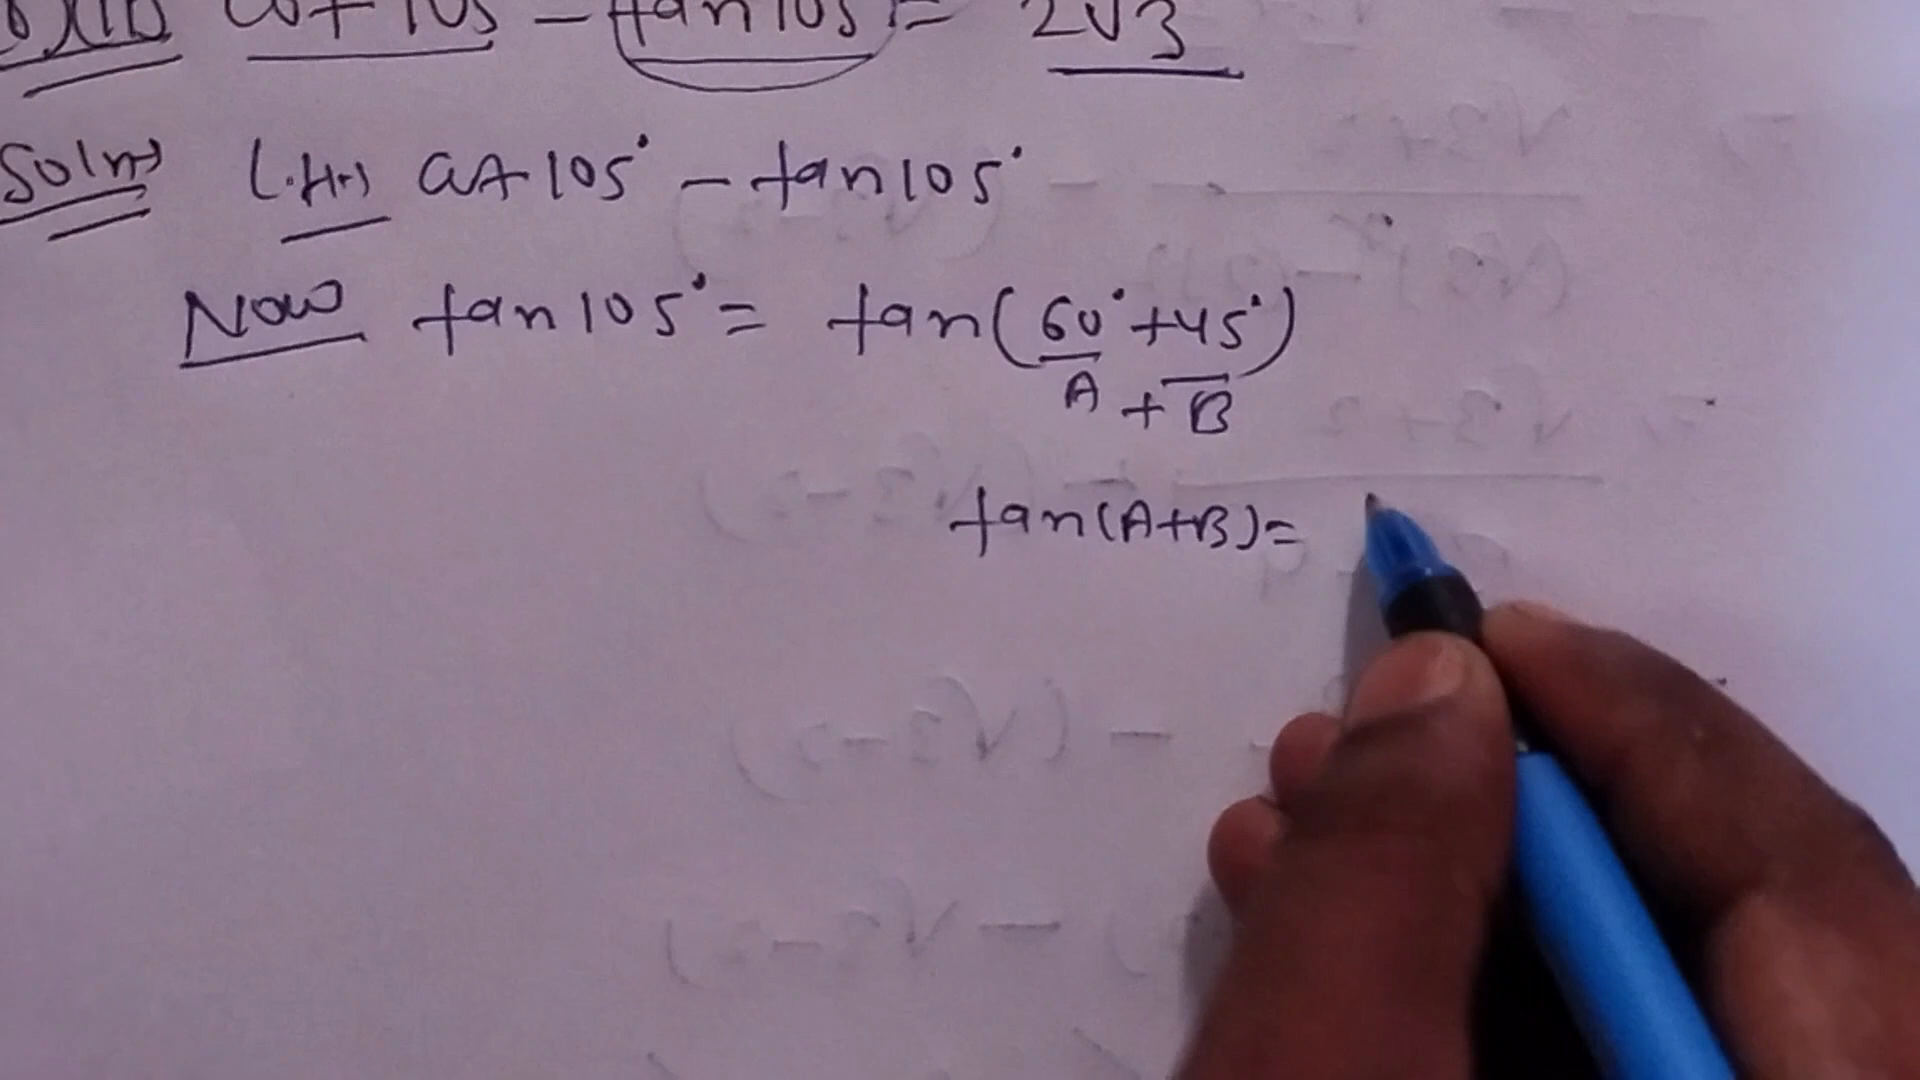 cot 105 - tan 105 = 2√3
Soln→ L.H.S cot 105° - tan 105°
Now tan 105° = tan (60° + 45°)
A + B
tan (A+B) =